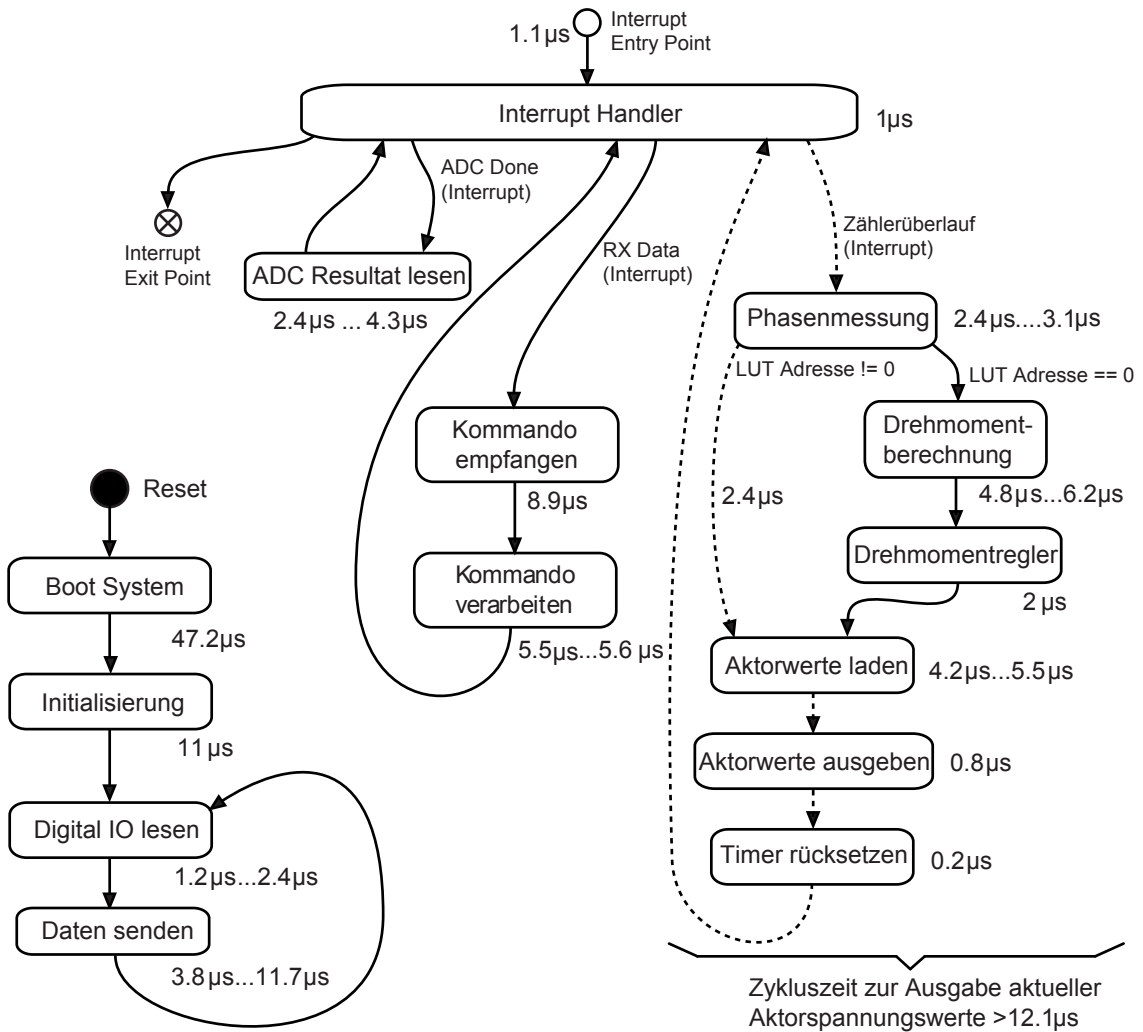 1.1µs
Interrupt
Entry Point
Interrupt Handler
1µs
ADC Done
(Interrupt)
Interrupt
Exit Point
ADC Resultat lesen
2.4µs ... 4.3µs
RX Data
(Interrupt)
Kommando
empfangen
8.9µs
Kommando
verarbeiten
5.5µs...5.6 µs
Zählerüberlauf
(Interrupt)
Phasenmessung
2.4µs....3.1µs
LUT Adresse != 0
LUT Adresse == 0
Drehmoment-
berechnung
4.8µs...6.2µs
2.4µs
Drehmomentregler
2µs
Aktorwerte laden
4.2µs...5.5µs
Aktorwerte ausgeben
0.8µs
Timer rücksetzen
0.2µs
Zykluszeit zur Ausgabe aktueller
Aktorspannungswerte >12.1µs
Reset
Boot System
47.2µs
Initialisierung
11µs
Digital IO lesen
1.2µs...2.4µs
Daten senden
3.8µs...11.7µs